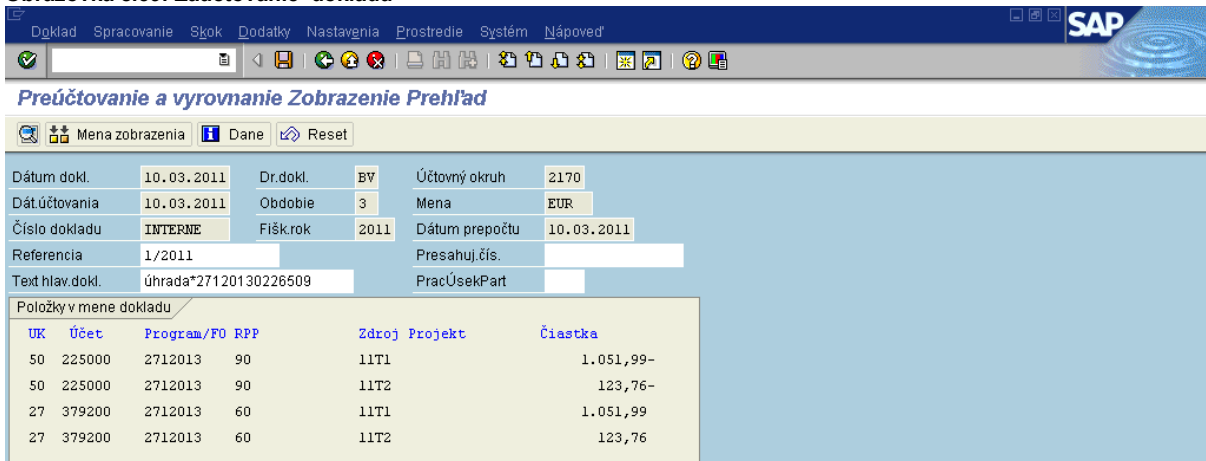 Doklad Spracovanie Skok Dodatky Nastavenia Prostredie Systém Nápoveď
SAP
Preúčtovanie a vyrovnanie Zobrazenie Prehľad
Mena zobrazenia Dane Reset
Dátum dokl. 10.03.2011 Dr.dokl. BV Účtovný okruh 2170
Dát.účtovania 10.03.2011 Obdobie 3 Mena EUR
Číslo dokladu INTERNE Fišk.rok 2011 Dátum prepočtu 10.03.2011
Referencia 1/2011 Presahuj.čís.
Text hlav.dokl. úhrada*27120130226509 PracÚsekPart
Položky v mene dokladu
UK Účet Program/FO RPP Zdroj Projekt Čiastka
50 225000 2712013 90 11T1 1.051,99-
50 225000 2712013 90 11T2 123,76-
27 379200 2712013 60 11T1 1.051,99
27 379200 2712013 60 11T2 123,76